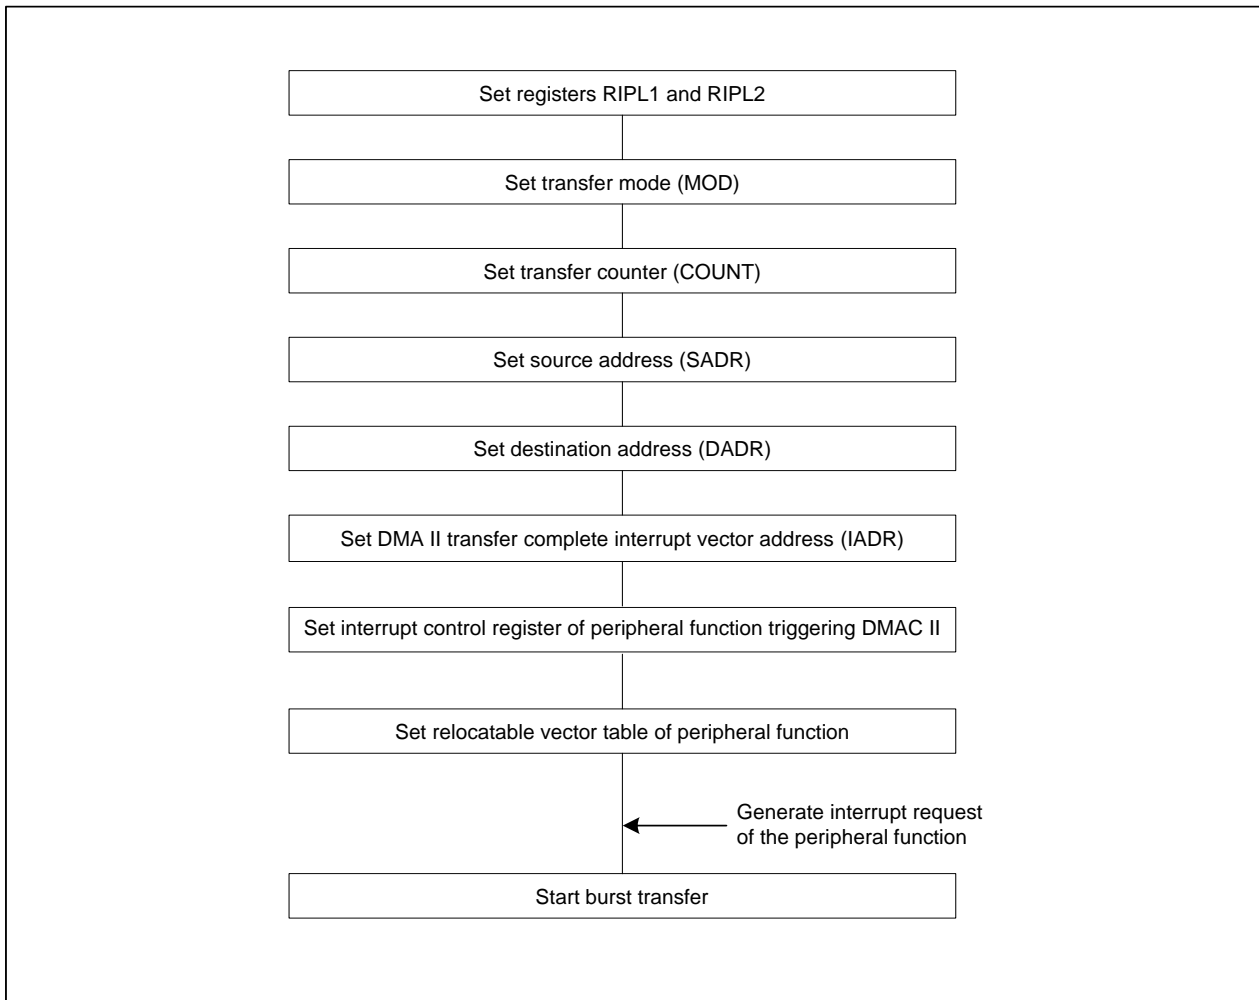 Set registers RIPL1 and RIPL2
Set transfer mode (MOD)
Set transfer counter (COUNT)
Set source address (SADR)
Set destination address (DADR)
Set DMA II transfer complete interrupt vector address (IADR)
Set interrupt control register of peripheral function triggering DMAC II
Set relocatable vector table of peripheral function
Generate interrupt request
of the peripheral function
Start burst transfer